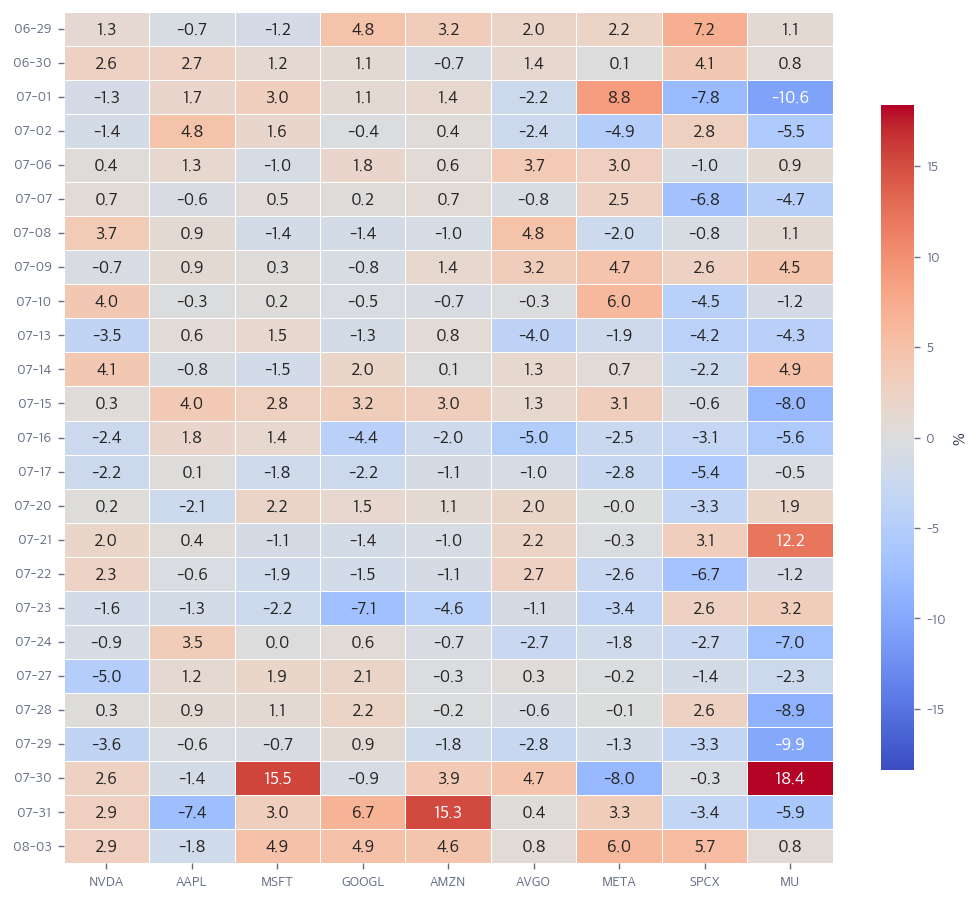 06-29 1.3 -0.7 -1.2 4.8 3.2 2.0 2.2 7.2 1.1
06-30 2.6 2.7 1.2 1.1 -0.7 1.4 0.1 4.1 0.8
07-01 -1.3 1.7 3.0 1.1 1.4 -2.2 8.8 -7.8 -10.6
07-02 -1.4 4.8 1.6 -0.4 0.4 -2.4 -4.9 2.8 -5.5
07-06 0.4 1.3 -1.0 1.8 0.6 3.7 3.0 -1.0 0.9
07-07 0.7 -0.6 0.5 0.2 0.7 -0.8 2.5 -6.8 -4.7
07-08 3.7 0.9 -1.4 -1.4 -1.0 4.8 -2.0 -0.8 1.1
07-09 -0.7 0.9 0.3 -0.8 1.4 3.2 4.7 2.6 4.5
07-10 4.0 -0.3 0.2 -0.5 -0.7 -0.3 6.0 -4.5 -1.2
07-13 -3.5 0.6 1.5 -1.3 0.8 -4.0 -1.9 -4.2 -4.3
07-14 4.1 -0.8 -1.5 2.0 0.1 1.3 0.7 -2.2 4.9
07-15 0.3 4.0 2.8 3.2 3.0 1.3 3.1 -0.6 -8.0
07-16 -2.4 1.8 1.4 -4.4 -2.0 -5.0 -2.5 -3.1 -5.6
07-17 -2.2 0.1 -1.8 -2.2 -1.1 -1.0 -2.8 -5.4 -0.5
07-20 0.2 -2.1 2.2 1.5 1.1 2.0 -0.0 -3.3 1.9
07-21 2.0 0.4 -1.1 -1.4 -1.0 2.2 -0.3 3.1 12.2
07-22 2.3 -0.6 -1.9 -1.5 -1.1 2.7 -2.6 -6.7 -1.2
07-23 -1.6 -1.3 -2.2 -7.1 -4.6 -1.1 -3.4 2.6 3.2
07-24 -0.9 3.5 0.0 0.6 -0.7 -2.7 -1.8 -2.7 -7.0
07-27 -5.0 1.2 1.9 2.1 -0.3 0.3 -0.2 -1.4 -2.3
07-28 0.3 0.9 1.1 2.2 -0.2 -0.6 -0.1 2.6 -8.9
07-29 -3.6 -0.6 -0.7 0.9 -1.8 -2.8 -1.3 -3.3 -9.9
07-30 2.6 -1.4 15.5 -0.9 3.9 4.7 -8.0 -0.3 18.4
07-31 2.9 -7.4 3.0 6.7 15.3 0.4 3.3 -3.4 -5.9
08-03 2.9 -1.8 4.9 4.9 4.6 0.8 6.0 5.7 0.8
NVDA AAPL MSFT GOOGL AMZN AVGO META SPCX MU
15
10
5
0
-5
-10
-15
%